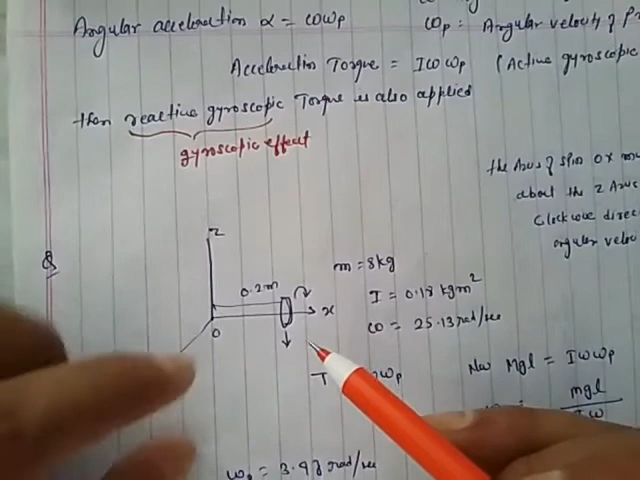 Angular acceleration α = ωωp
ωp : Angular velocity of
Acceleration Torque = Iωωp (Active gyroscopic
then reactive gyroscopic Torque is also applied
gyroscopic effect
the Axis of spin OX
about the Z Axis
clockwise direc
angular velo
Q
Z
0.2m
x
O
m = 8kg
I = 0.18 kgm²
ω = 25.13 rad/sec
T
ωp
Now Mgl = Iωωp
mgl
Iω
= 3.48 rad/sec